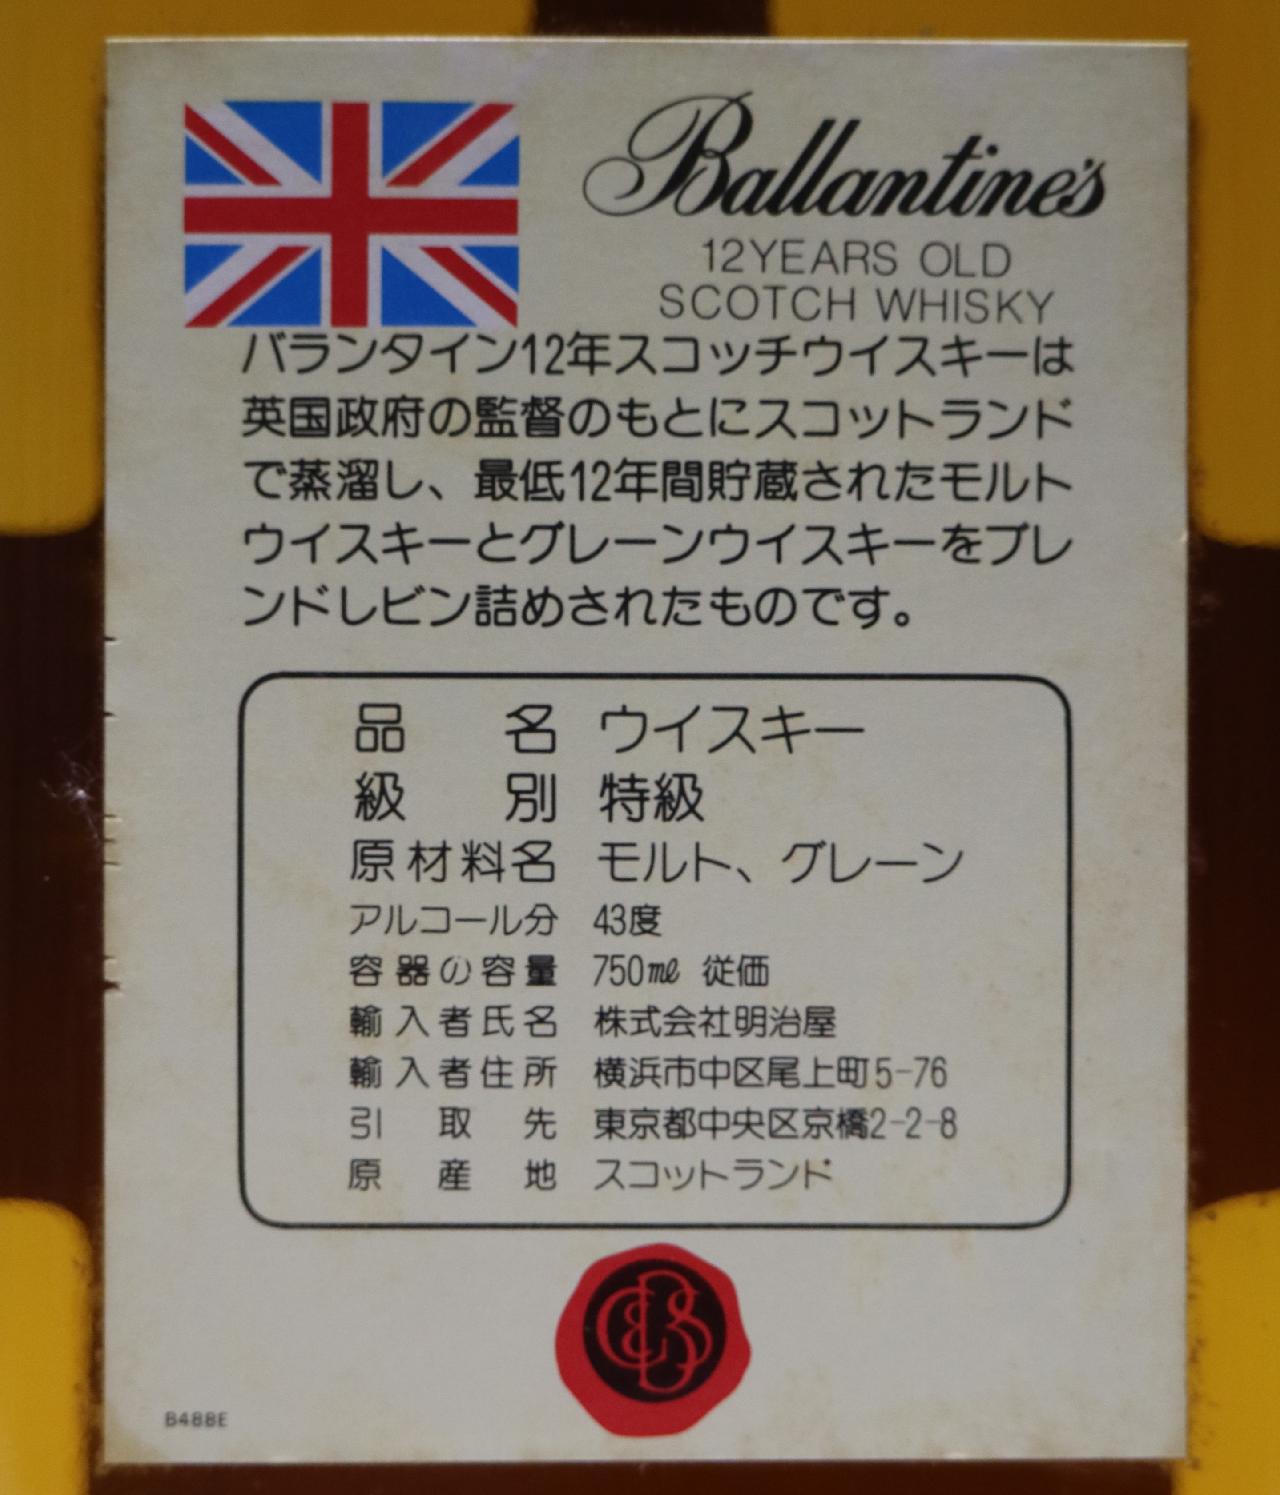 Ballantine's
12YEARS OLD
SCOTCH WHISKY
バランタイン12年スコッチウイスキーは
英国政府の監督のもとにスコットランド
で蒸溜し、最低12年間貯蔵されたモルト
ウイスキーとグレーンウイスキーをブレ
ンドしビン詰めされたものです。
品名 ウイスキー
級別 特級
原材料名 モルト、グレーン
アルコール分 43度
容器の容量 750ml 従価
輸入者氏名 株式会社明治屋
輸入者住所 横浜市中区尾上町5-76
引取先 東京都中央区京橋2-2-8
原産地 スコットランド
B48BE